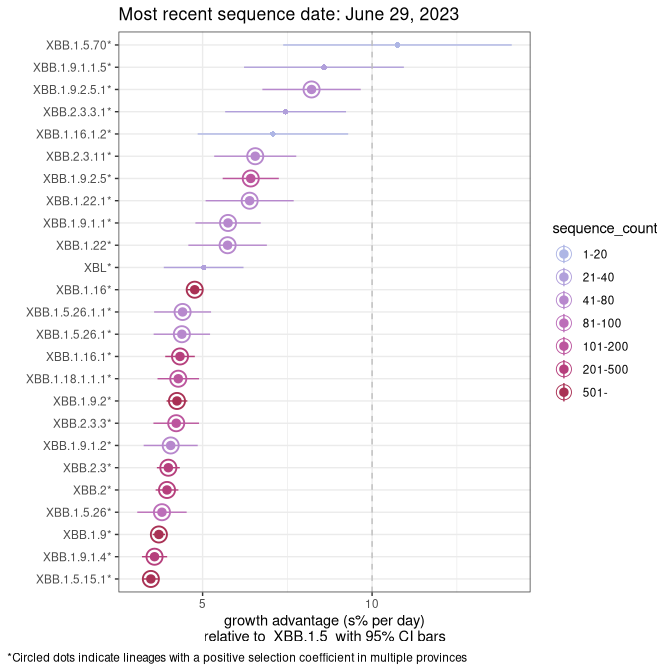 Most recent sequence date: June 29, 2023
XBB.1.5.70*
XBB.1.9.1.1.5*
XBB.1.9.2.5.1*
XBB.2.3.3.1*
XBB.1.16.1.2*
XBB.2.3.11*
XBB.1.9.2.5*
XBB.1.22.1*
XBB.1.9.1.1*
XBB.1.22*
XBL*
XBB.1.16*
XBB.1.5.26.1.1*
XBB.1.5.26.1*
XBB.1.16.1*
XBB.1.18.1.1.1*
XBB.1.9.2*
XBB.2.3.3*
XBB.1.9.1.2*
XBB.2.3*
XBB.2*
XBB.1.5.26*
XBB.1.9*
XBB.1.9.1.4*
XBB.1.5.15.1*
5
10
growth advantage (s% per day)
relative to XBB.1.5 with 95% CI bars
sequence_count
1-20
21-40
41-80
81-100
101-200
201-500
501-
*Circled dots indicate lineages with a positive selection coefficient in multiple provinces